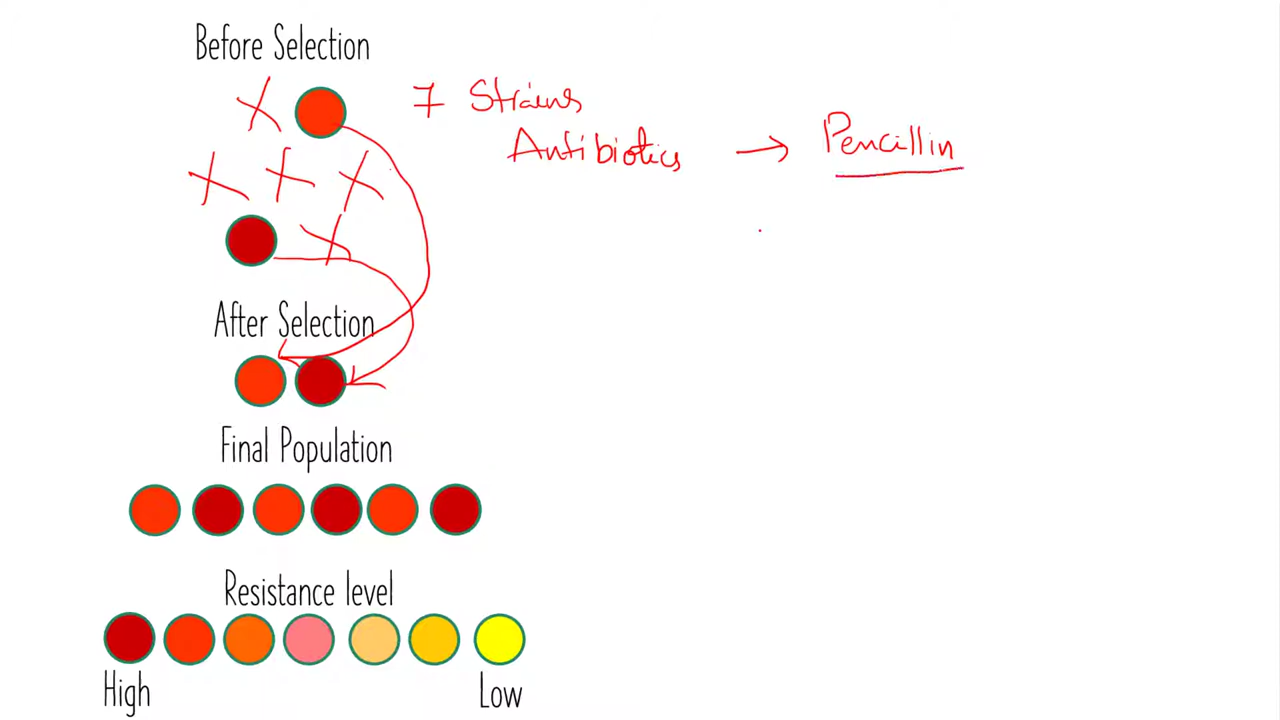 Before Selection
7 Strains
Antibiotics → Pencillin
After Selection
Final Population
Resistance level
High Low